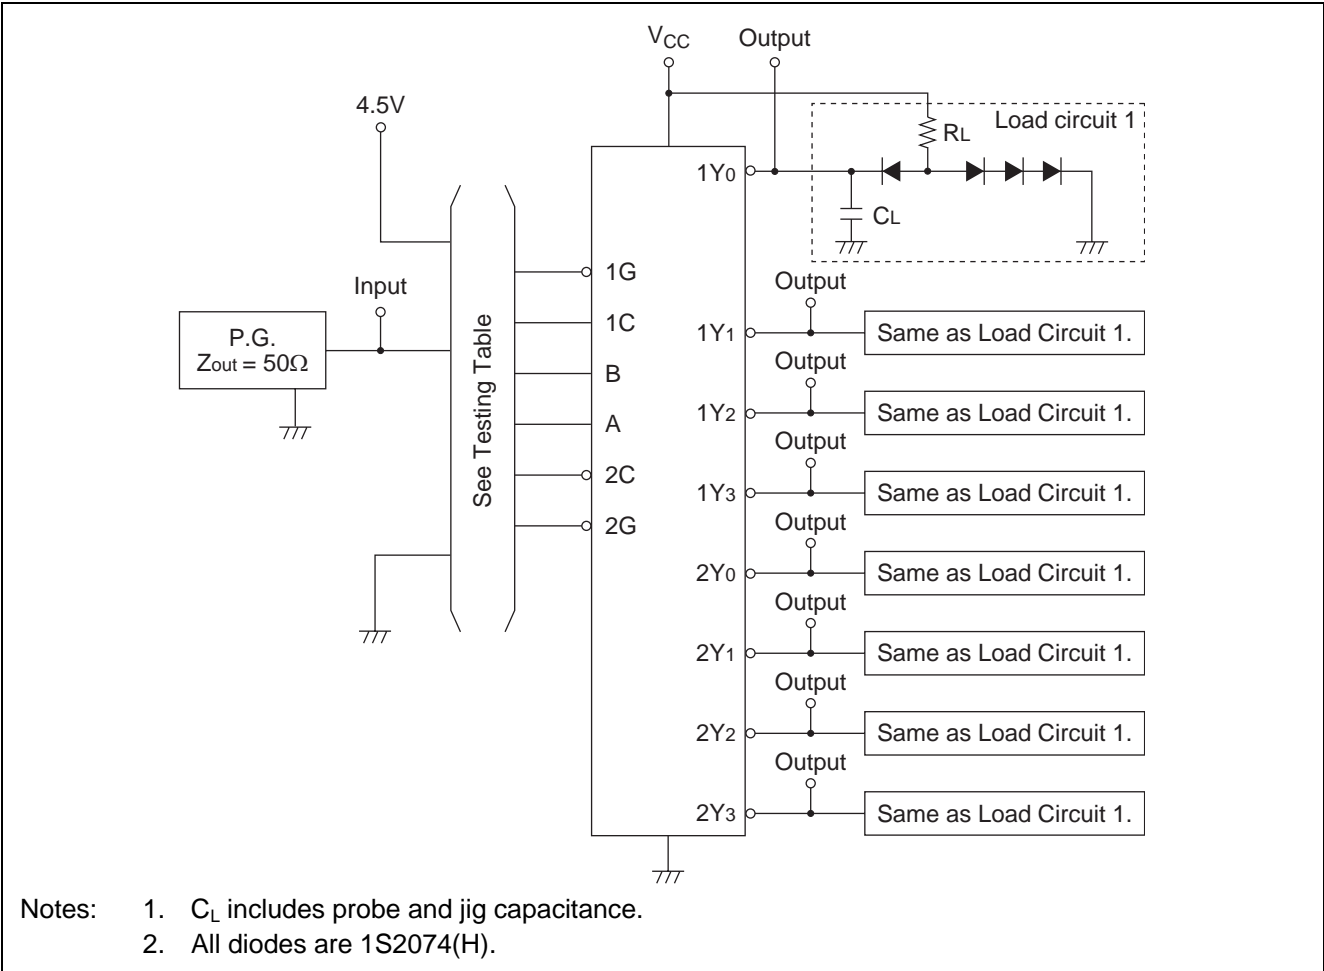 VCC Output
4.5V
Load circuit 1
RL
1Y0
CL
1G
Output
Input
1C
1Y1 Same as Load Circuit 1.
P.G.
Zout = 50Ω
See Testing Table
Output
B
1Y2 Same as Load Circuit 1.
A
Output
2C
1Y3 Same as Load Circuit 1.
2G
Output
2Y0 Same as Load Circuit 1.
Output
2Y1 Same as Load Circuit 1.
Output
2Y2 Same as Load Circuit 1.
Output
2Y3 Same as Load Circuit 1.
Notes: 1. CL includes probe and jig capacitance.
2. All diodes are 1S2074(H).